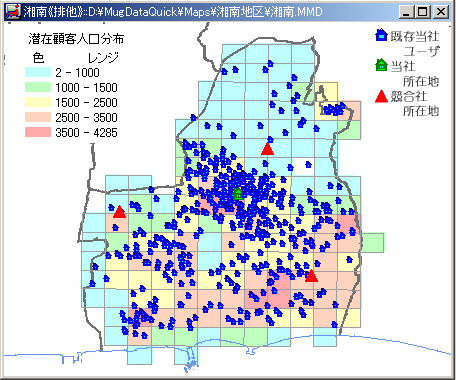 湘南《排他》::D:¥MugDataQuick¥Maps¥湘南地区¥湘南.MMD
潜在顧客人口分布
色 レンジ
2 - 1000
1000 - 1500
1500 - 2500
2500 - 3500
3500 - 4285
既存当社
ユーザ
当社
所在地
競合社
所在地